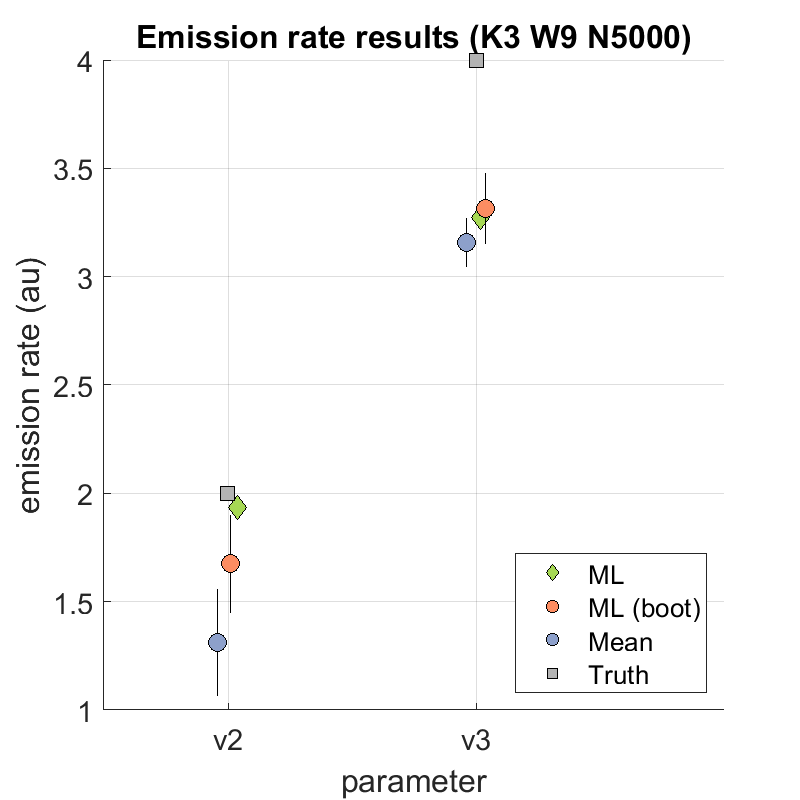 Emission rate results (K3 W9 N5000)
4
3.5
3
2.5
2
1.5
1
emission rate (au)
v2
v3
parameter
ML
ML (boot)
Mean
Truth